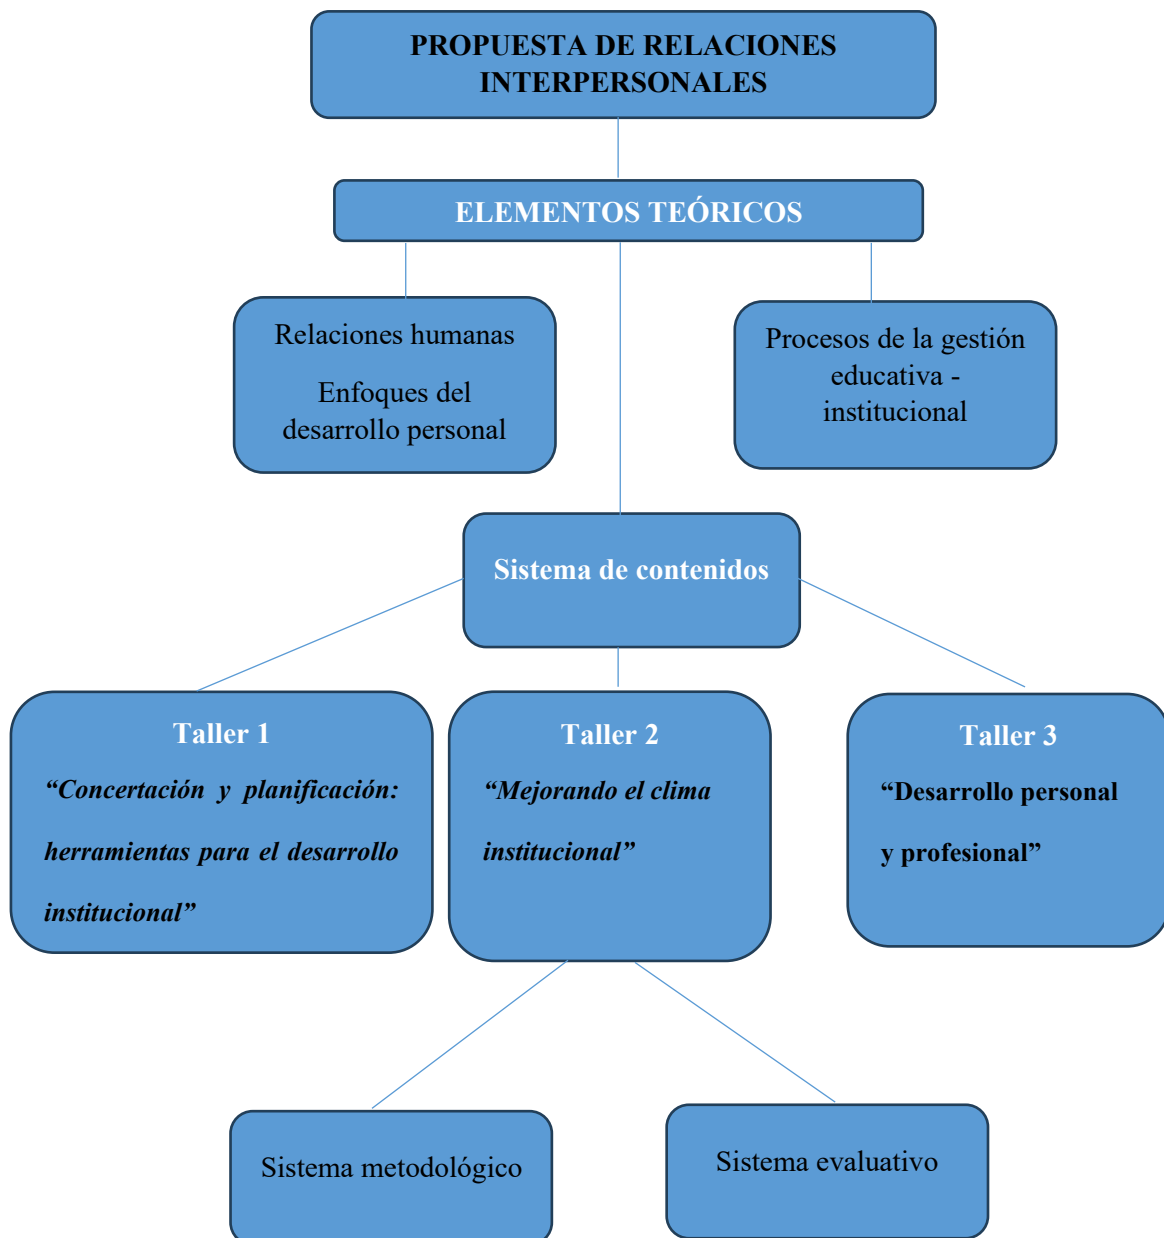 PROPUESTA DE RELACIONES
INTERPERSONALES
ELEMENTOS TEÓRICOS
Relaciones humanas
Enfoques del
desarrollo personal
Procesos de la gestión
educativa -
institucional
Sistema de contenidos
Taller 1
“Concertación y planificación:
herramientas para el desarrollo
institucional”
Taller 2
“Mejorando el clima
institucional”
Taller 3
“Desarrollo personal
y profesional”
Sistema metodológico
Sistema evaluativo